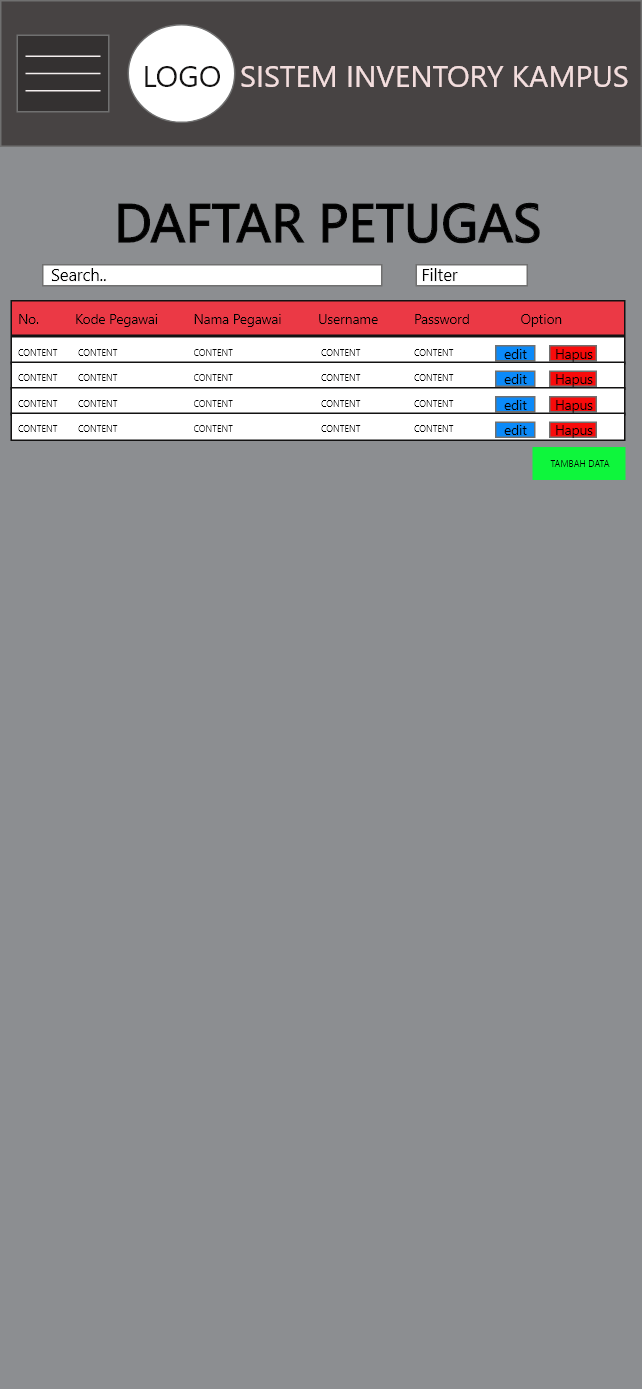 LOGO SISTEM INVENTORY KAMPUS
DAFTAR PETUGAS
Search.. Filter
No. Kode Pegawai Nama Pegawai Username Password Option
CONTENT CONTENT CONTENT CONTENT CONTENT edit Hapus
CONTENT CONTENT CONTENT CONTENT CONTENT edit Hapus
CONTENT CONTENT CONTENT CONTENT CONTENT edit Hapus
CONTENT CONTENT CONTENT CONTENT CONTENT edit Hapus
TAMBAH DATA